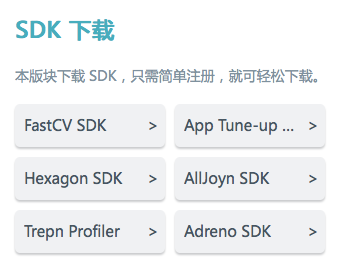 SDK 下载
本版块下载 SDK，只需简单注册，就可轻松下载。
FastCV SDK > App Tune-up ... >
Hexagon SDK > AllJoyn SDK >
Trepn Profiler > Adreno SDK >